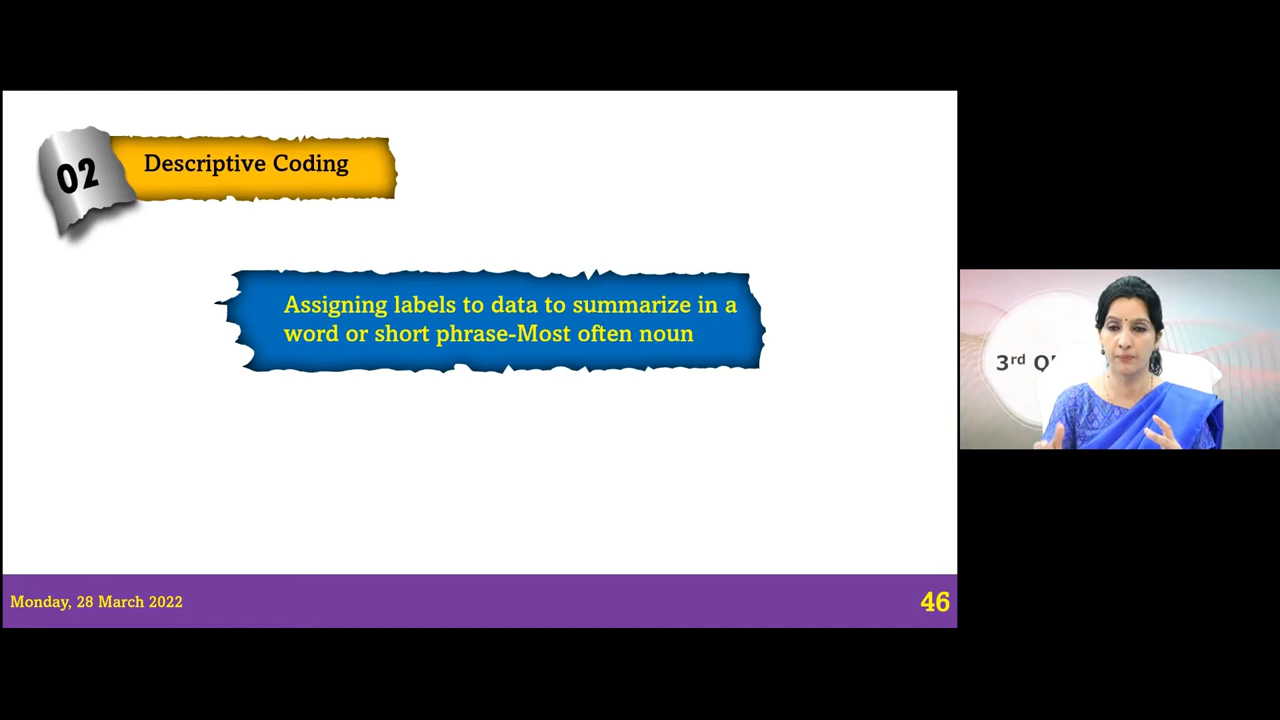 02
Descriptive Coding
Assigning labels to data to summarize in a
word or short phrase-Most often noun
3rd
Monday, 28 March 2022
46